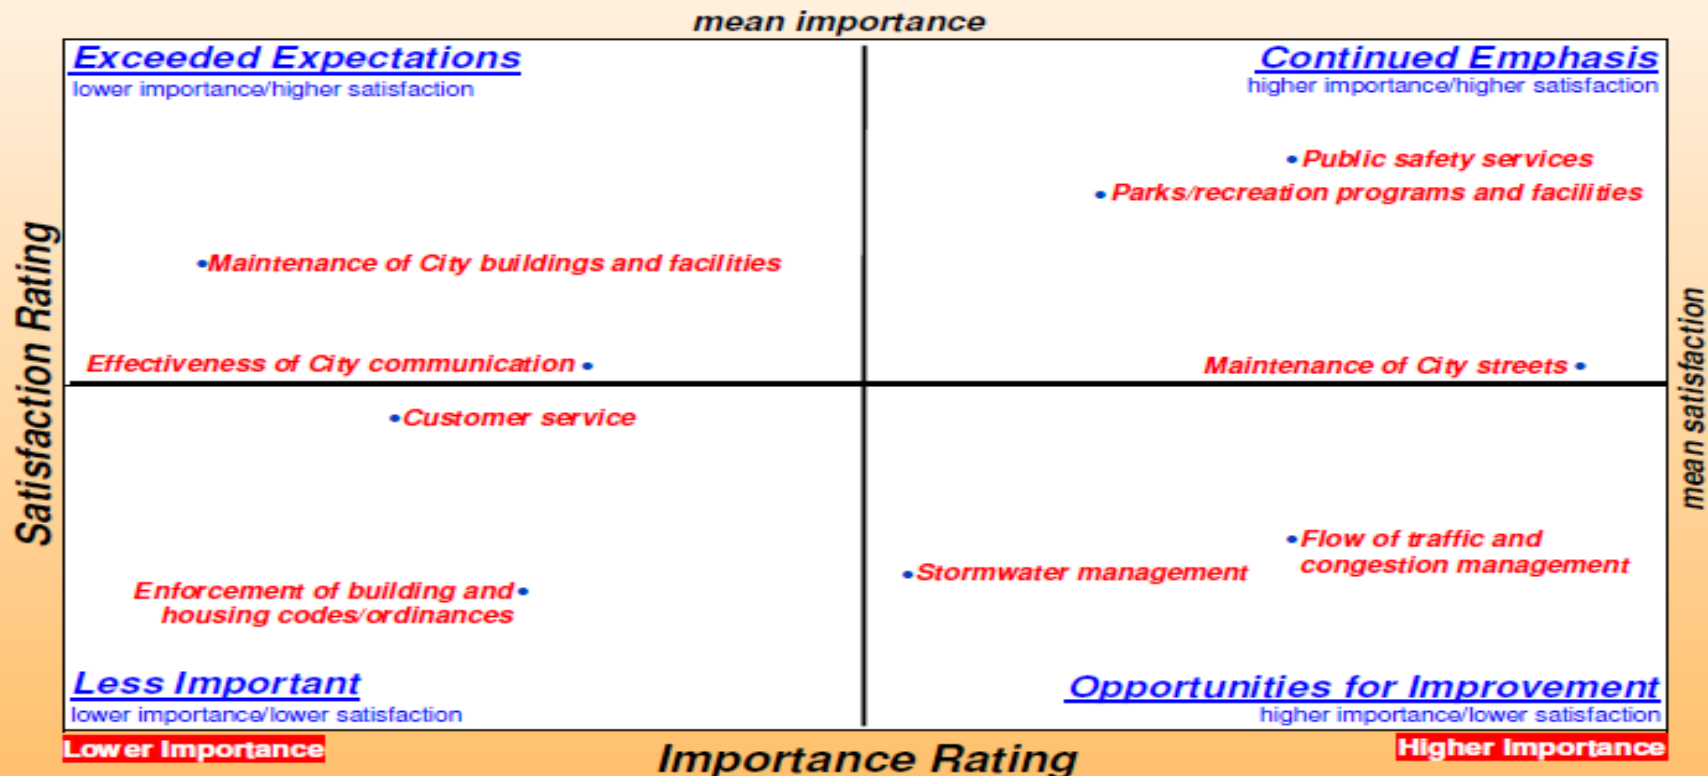 mean importance
Exceeded Expectations
lower importance/higher satisfaction
Continued Emphasis
higher importance/higher satisfaction
Public safety services
Parks/recreation programs and facilities
Maintenance of City buildings and facilities
Effectiveness of City communication
Maintenance of City streets
Customer service
Flow of traffic and
congestion management
Stormwater management
Enforcement of building and
housing codes/ordinances
Less Important
lower importance/lower satisfaction
Opportunities for Improvement
higher importance/lower satisfaction
Lower Importance
Importance Rating
Higher Importance
Satisfaction Rating
mean satisfaction